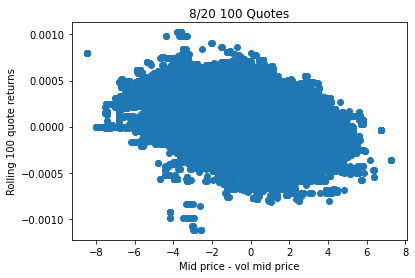 8/20 100 Quotes
Rolling 100 quote returns
0.0010
0.0005
0.0000
−0.0005
−0.0010
−8 −6 −4 −2 0 2 4 6 8
Mid price - vol mid price